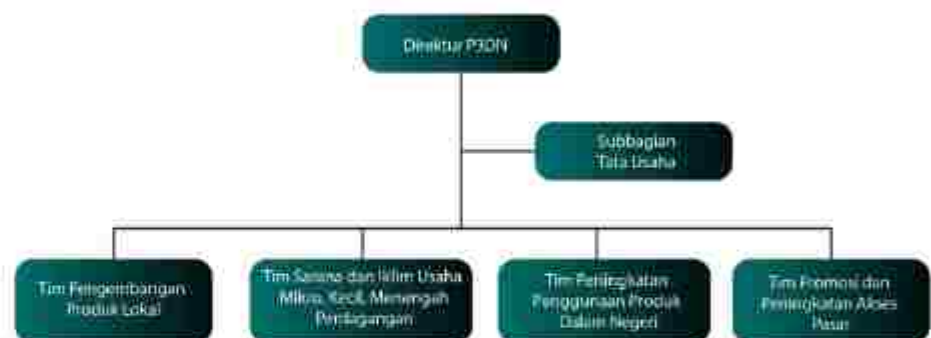 Direktur P3DN
Subbagian
Tata Usaha
Tim Pengembangan
Produk Lokal
Tim Sarana dan Iklim Usaha
Mikro, Kecil, Menengah
Perdagangan
Tim Peningkatan
Penggunaan Produk
Dalam Negeri
Tim Promosi dan
Peningkatan Akses
Pasar